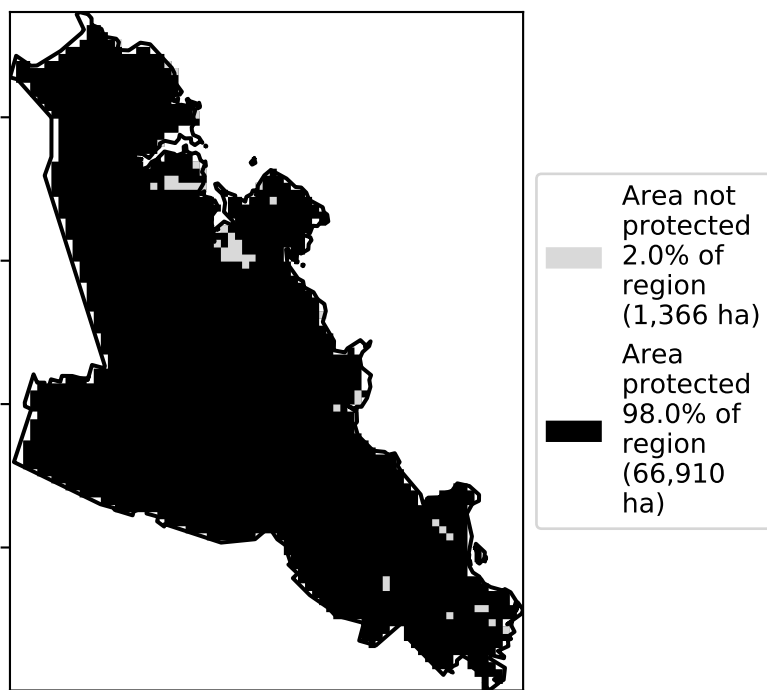 Area not
protected
2.0% of
region
(1,366 ha)
Area
protected
98.0% of
region
(66,910
ha)